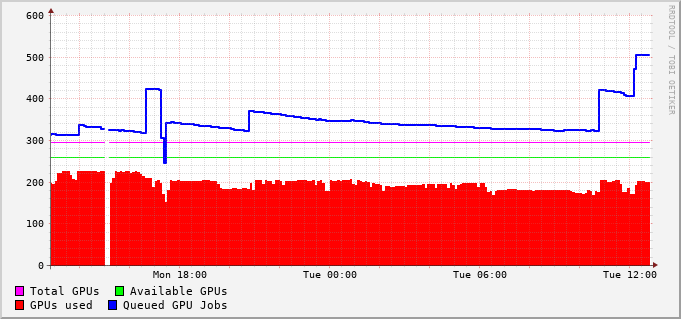 600
500
400
300
200
100
0
Mon 18:00 Tue 00:00 Tue 06:00 Tue 12:00
Total GPUs Available GPUs
GPUs used Queued GPU Jobs
RRDTOOL / TOBI OETIKER